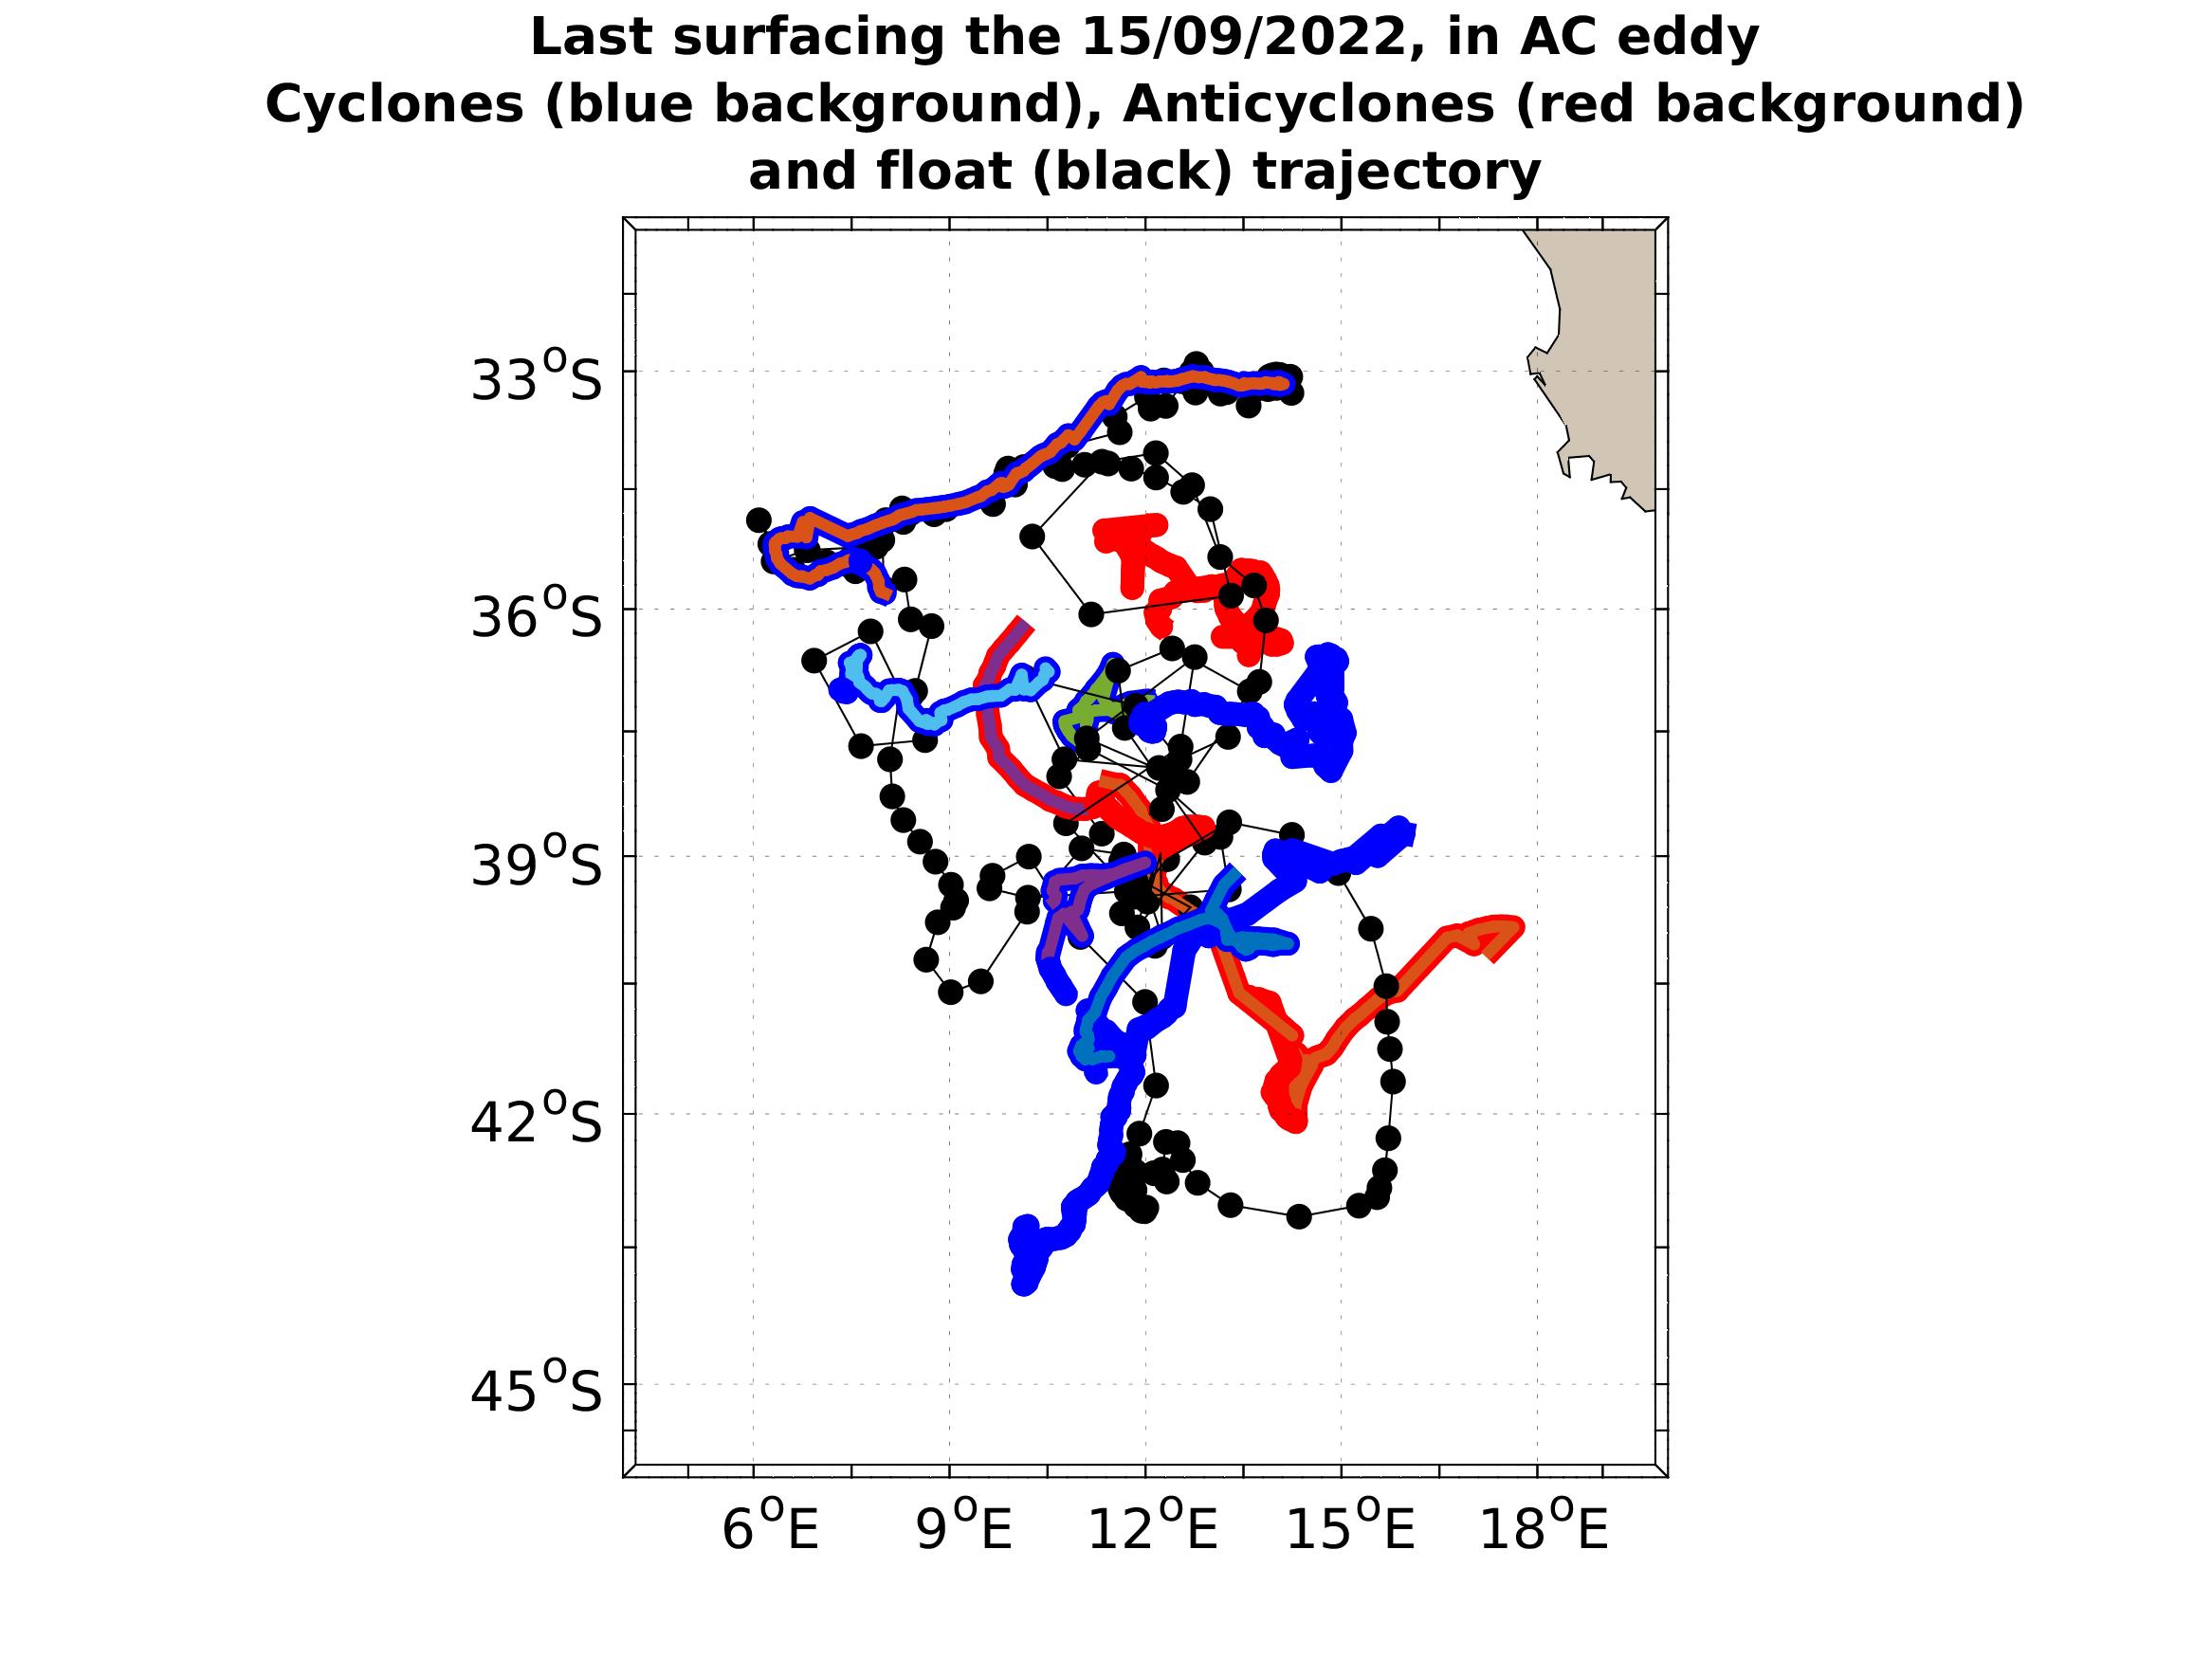 Last surfacing the 15/09/2022, in AC eddy
Cyclones (blue background), Anticyclones (red background)
and float (black) trajectory
33°S
36°S
39°S
42°S
45°S
6°E 9°E 12°E 15°E 18°E